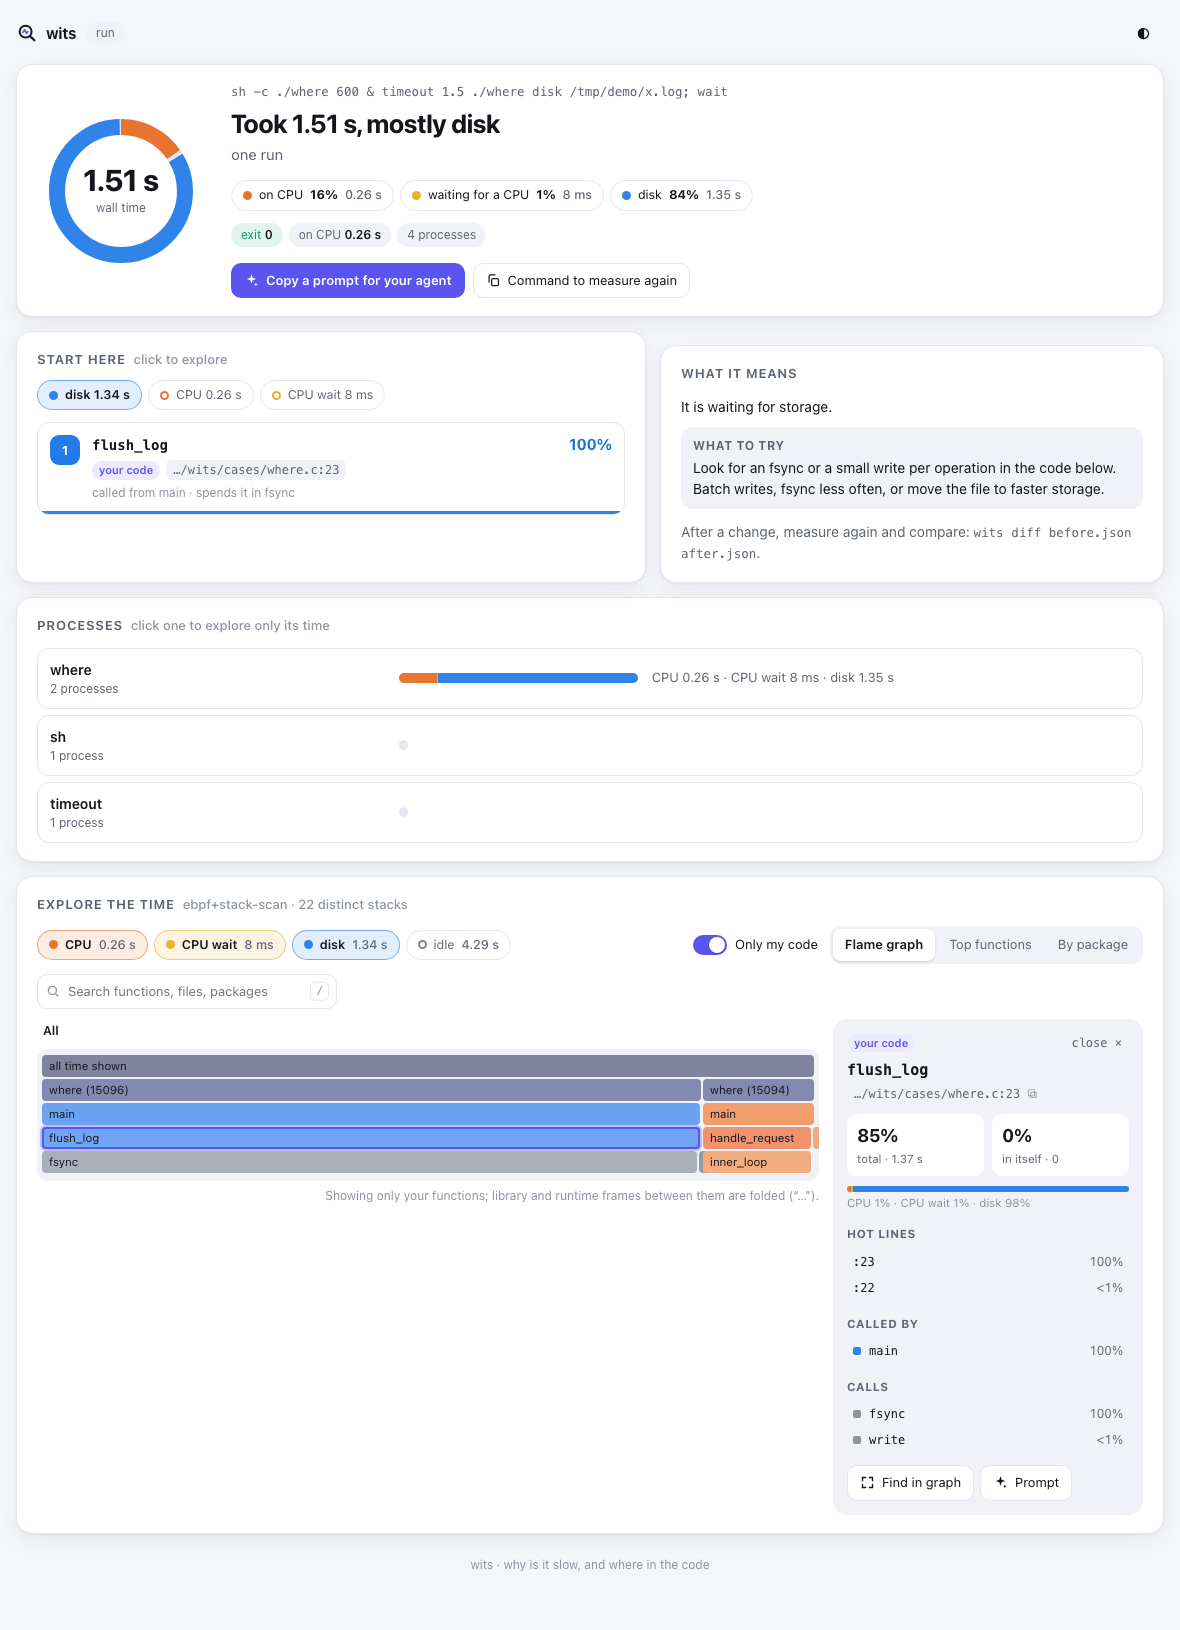 wits run
sh -c ./where 600 & timeout 1.5 ./where disk /tmp/demo/x.log; wait
Took 1.51 s, mostly disk
one run
1.51 s
wall time
on CPU 16% 0.26 s
waiting for a CPU 1% 8 ms
disk 84% 1.35 s
exit 0
on CPU 0.26 s
4 processes
Copy a prompt for your agent
Command to measure again
START HERE click to explore
disk 1.34 s
CPU 0.26 s
CPU wait 8 ms
1
flush_log
100%
your code …/wits/cases/where.c:23
called from main · spends it in fsync
WHAT IT MEANS
It is waiting for storage.
WHAT TO TRY
Look for an fsync or a small write per operation in the code below.
Batch writes, fsync less often, or move the file to faster storage.
After a change, measure again and compare: wits diff before.json
after.json.
PROCESSES click one to explore only its time
where
2 processes
CPU 0.26 s · CPU wait 8 ms · disk 1.35 s
sh
1 process
timeout
1 process
EXPLORE THE TIME ebpf+stack-scan · 22 distinct stacks
CPU 0.26 s
CPU wait 8 ms
disk 1.34 s
idle 4.29 s
Only my code
Flame graph
Top functions
By package
Search functions, files, packages /
All
all time shown
where (15096)
where (15094)
main
main
flush_log
handle_request
fsync
inner_loop
Showing only your functions; library and runtime frames between them are folded (“…”).
your code
close ×
flush_log
…/wits/cases/where.c:23
85%
total · 1.37 s
0%
in itself · 0
CPU 1% · CPU wait 1% · disk 98%
HOT LINES
:23 100%
:22 <1%
CALLED BY
main 100%
CALLS
fsync 100%
write <1%
Find in graph
Prompt
wits · why is it slow, and where in the code